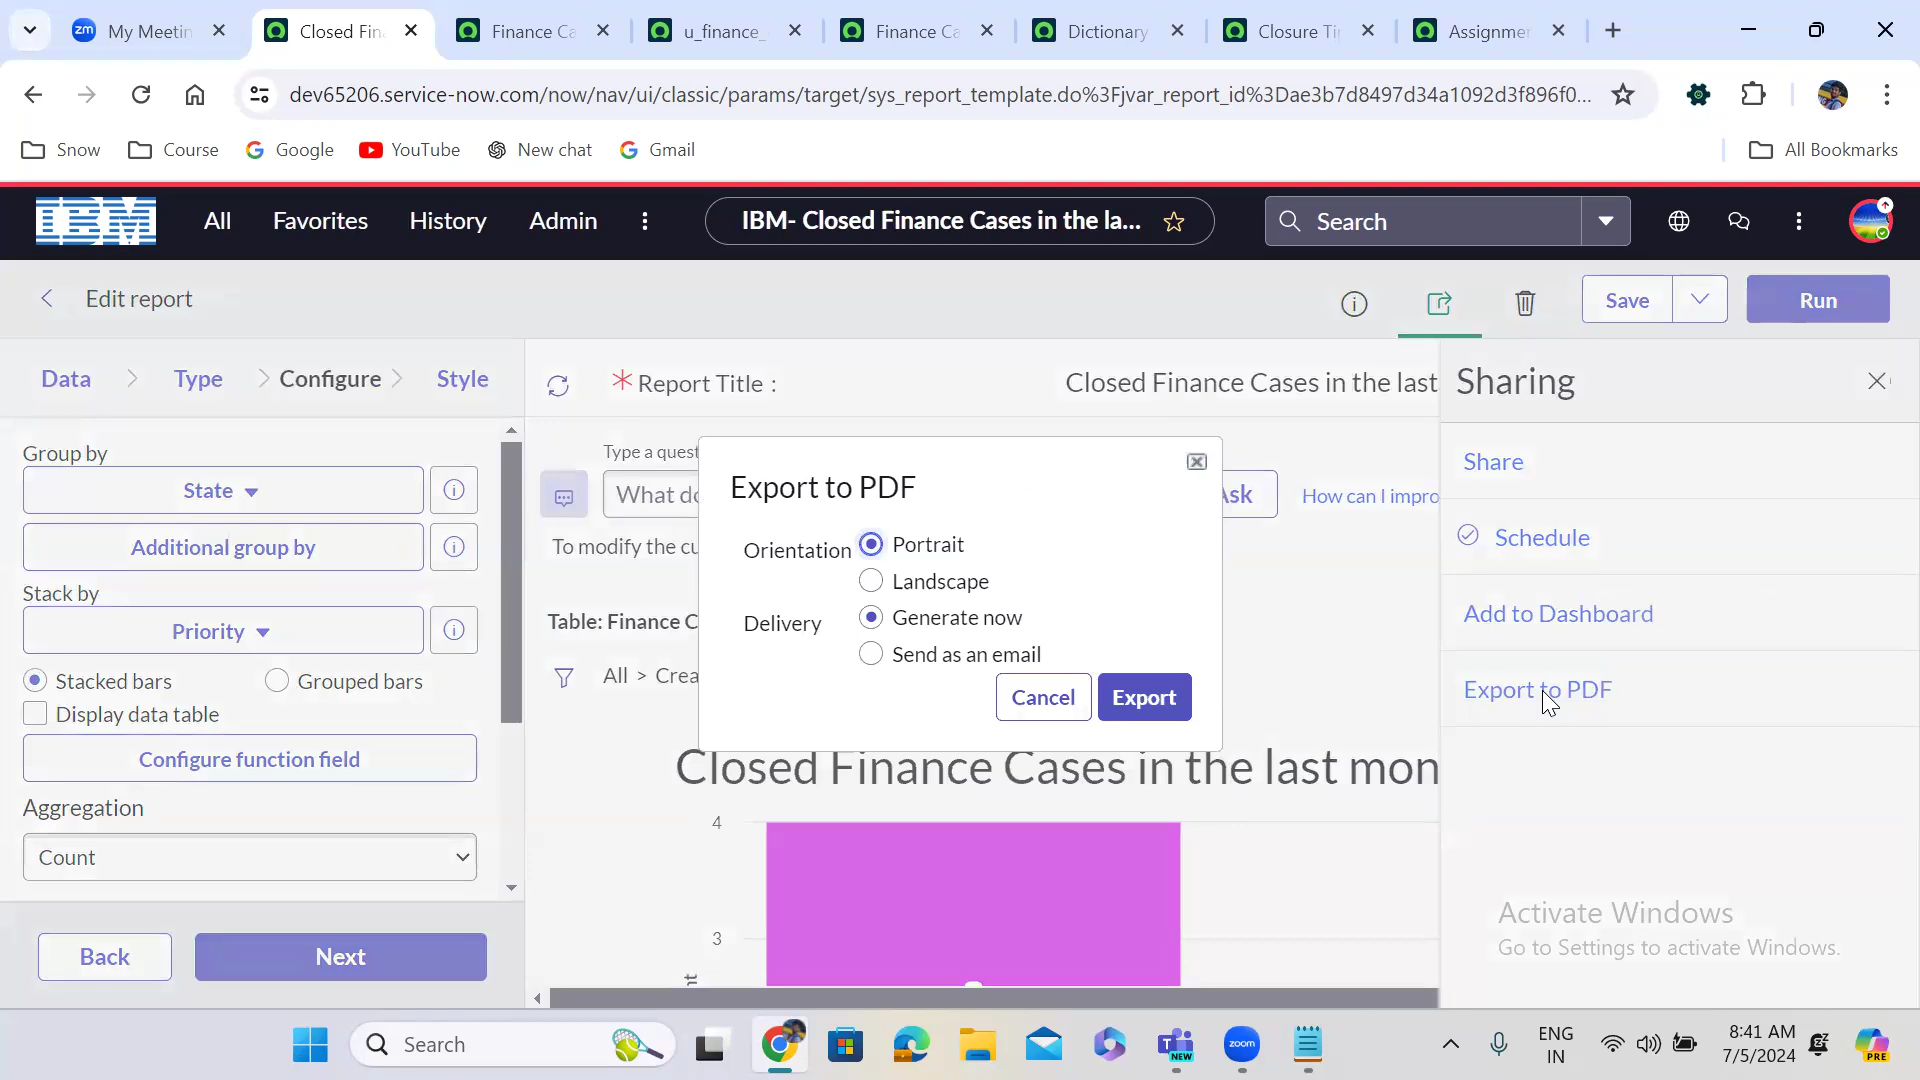 My Meetin
Closed Fin
Finance Ca
u_finance_
Finance Ca
Dictionary
Closure Ti
Assignmen
dev65206.service-now.com/now/nav/ui/classic/params/target/sys_report_template.do%3Fjvar_report_id%3Dae3b7d8497d34a1092d3f896f0...
Snow
Course
Google
YouTube
New chat
Gmail
All Bookmarks
IBM
All
Favorites
History
Admin
IBM- Closed Finance Cases in the la...
Search
Edit report
Save
Run
Data
Type
Configure
Style
* Report Title :
Closed Finance Cases in the last
Sharing
Group by
State
Additional group by
Stack by
Priority
Stacked bars
Grouped bars
Display data table
Configure function field
Aggregation
Count
Back
Next
Type a quest
What do
Ask
How can I impro
To modify the cu
Table: Finance C
All > Crea
Export to PDF
Orientation
Portrait
Landscape
Delivery
Generate now
Send as an email
Cancel
Export
Closed Finance Cases in the last mon
4
3
Share
Schedule
Add to Dashboard
Export to PDF
Activate Windows
Go to Settings to activate Windows.
Search
NEW
zoom
ENG
IN
8:41 AM
7/5/2024
PRE